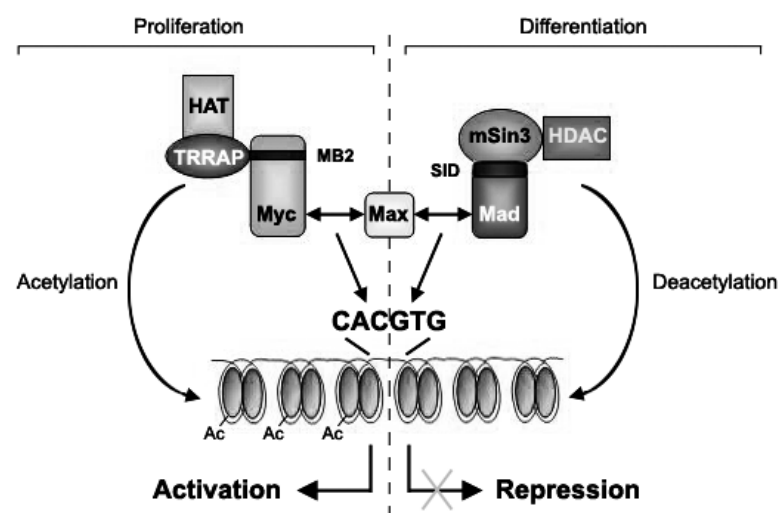 Proliferation
Differentiation
HAT
TRRAP
MB2
Myc
Max
mSin3
HDAC
SID
Mad
Acetylation
Deacetylation
CACGTG
Ac
Ac
Ac
Activation
Repression